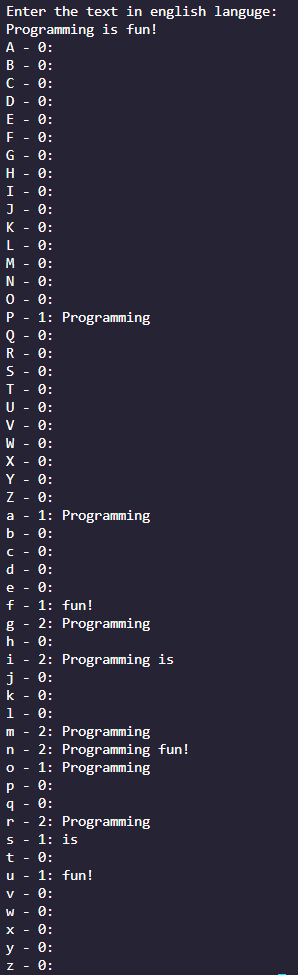 Enter the text in english languge:
Programming is fun!
A - 0:
B - 0:
C - 0:
D - 0:
E - 0:
F - 0:
G - 0:
H - 0:
I - 0:
J - 0:
K - 0:
L - 0:
M - 0:
N - 0:
O - 0:
P - 1: Programming
Q - 0:
R - 0:
S - 0:
T - 0:
U - 0:
V - 0:
W - 0:
X - 0:
Y - 0:
Z - 0:
a - 1: Programming
b - 0:
c - 0:
d - 0:
e - 0:
f - 1: fun!
g - 2: Programming
h - 0:
i - 2: Programming is
j - 0:
k - 0:
l - 0:
m - 2: Programming
n - 2: Programming fun!
o - 1: Programming
p - 0:
q - 0:
r - 2: Programming
s - 1: is
t - 0:
u - 1: fun!
v - 0:
w - 0:
x - 0:
y - 0:
z - 0: